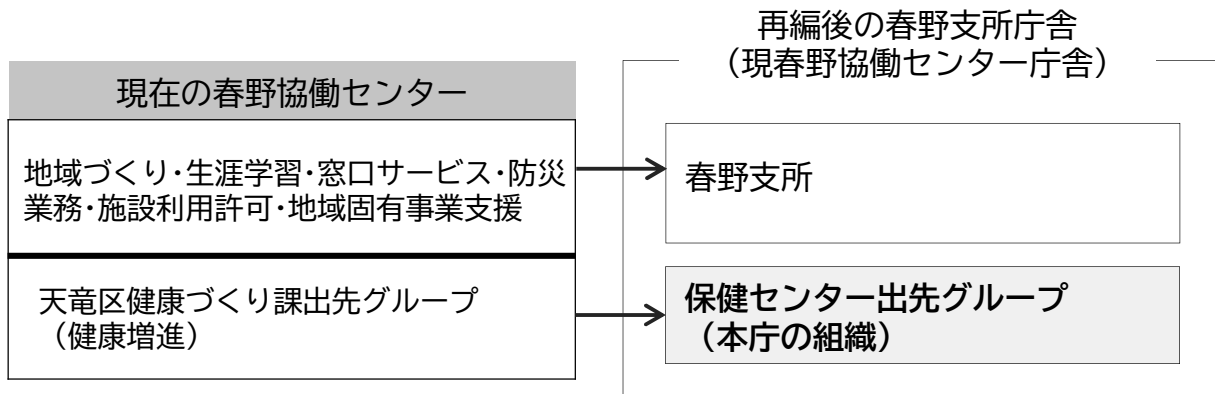 再編後の春野支所庁舎
（現春野協働センター庁舎）
現在の春野協働センター
地域づくり・生涯学習・窓口サービス・防災
業務・施設利用許可・地域固有事業支援
春野支所
天竜区健康づくり課出先グループ
（健康増進）
保健センター出先グループ
（本庁の組織）